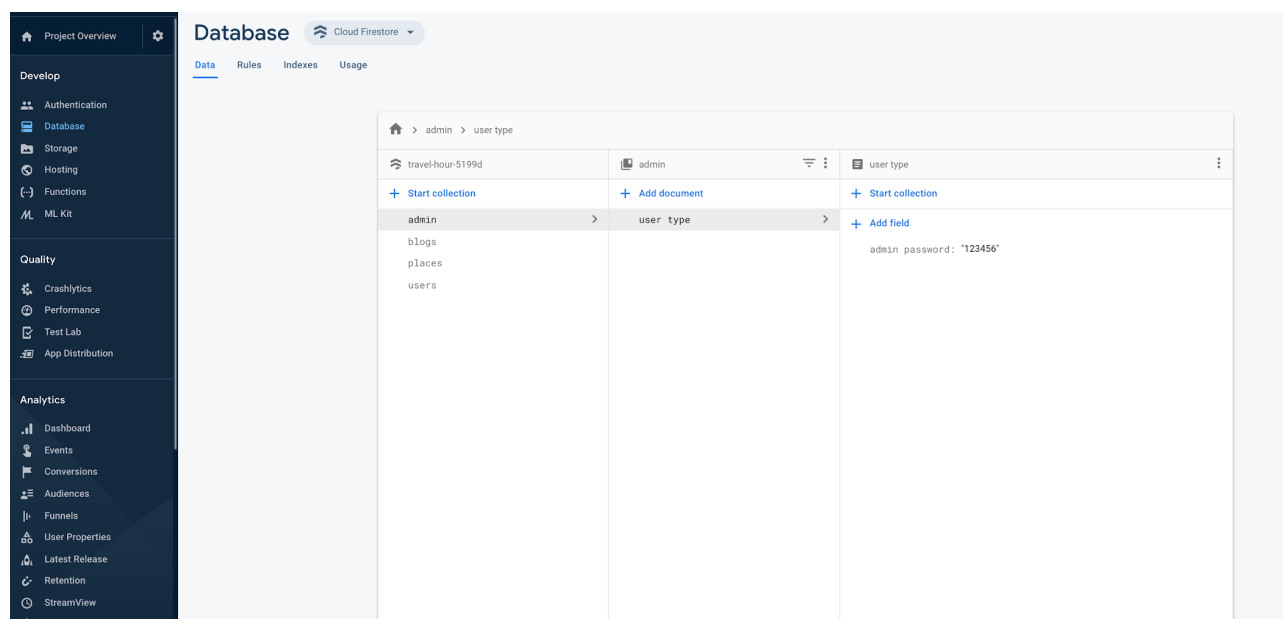 Project Overview
Develop
Authentication
Database
Storage
Hosting
Functions
ML Kit
Quality
Crashlytics
Performance
Test Lab
App Distribution
Analytics
Dashboard
Events
Conversions
Audiences
Funnels
User Properties
Latest Release
Retention
StreamView
Database Cloud Firestore
Data Rules Indexes Usage
> admin > user type
travel-hour-5199d
+ Start collection
admin
blogs
places
users
admin
+ Add document
user type
user type
+ Start collection
+ Add field
admin password: "123456"